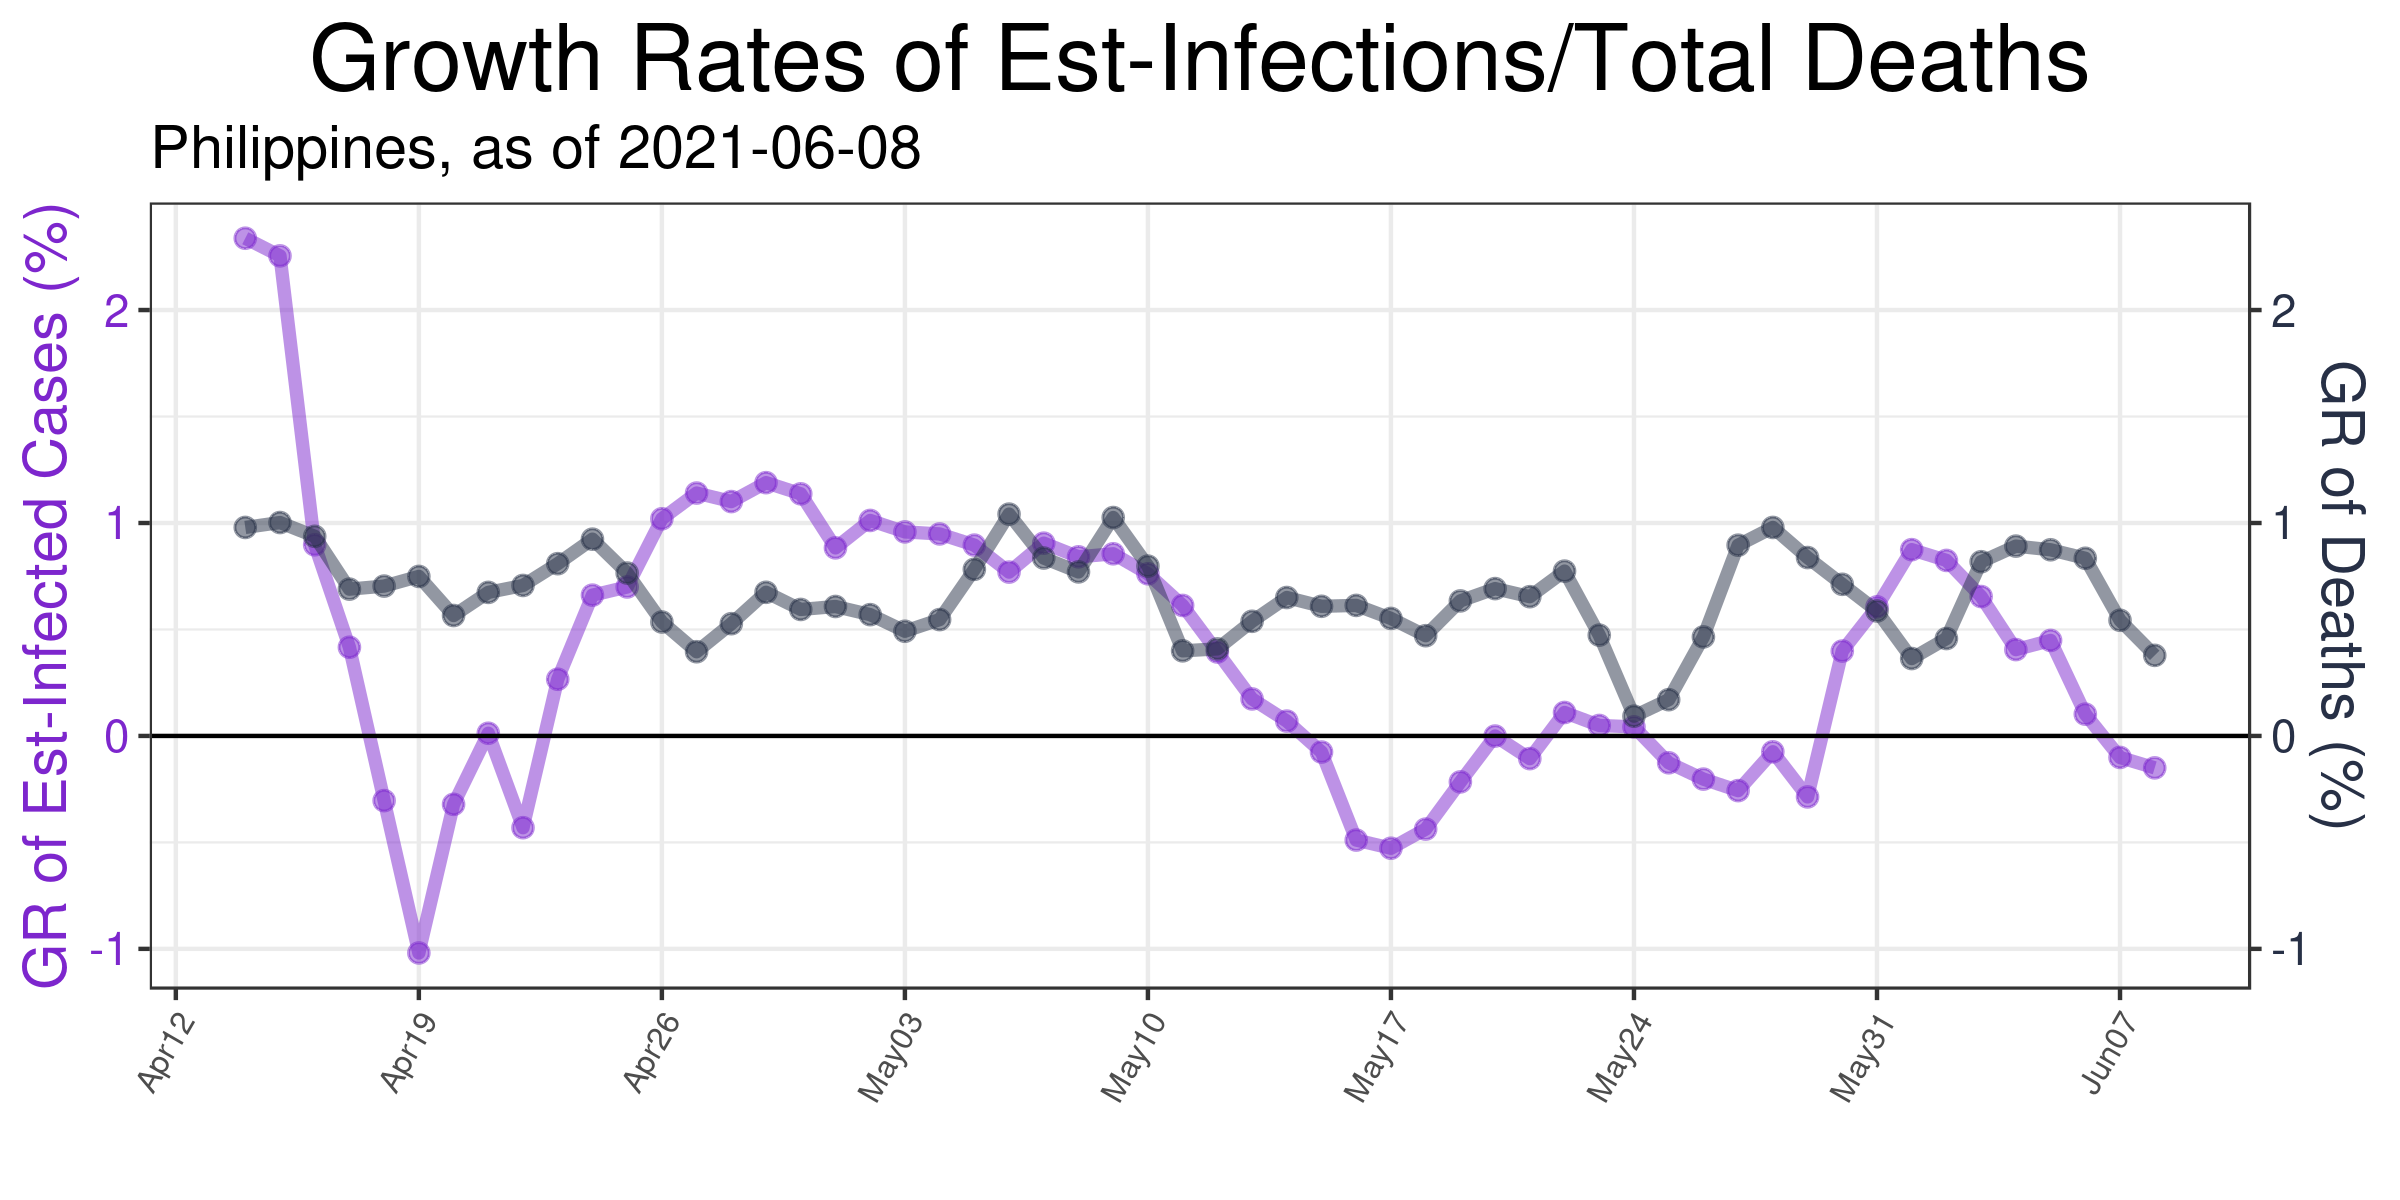 Growth Rates of Est-Infections/Total Deaths
Philippines, as of 2021-06-08
GR of Est-Infected Cases (%)
2
1
0
-1
2
1
0
-1
GR of Deaths (%)
Apr12
Apr19
Apr26
May03
May10
May17
May24
May31
Jun07